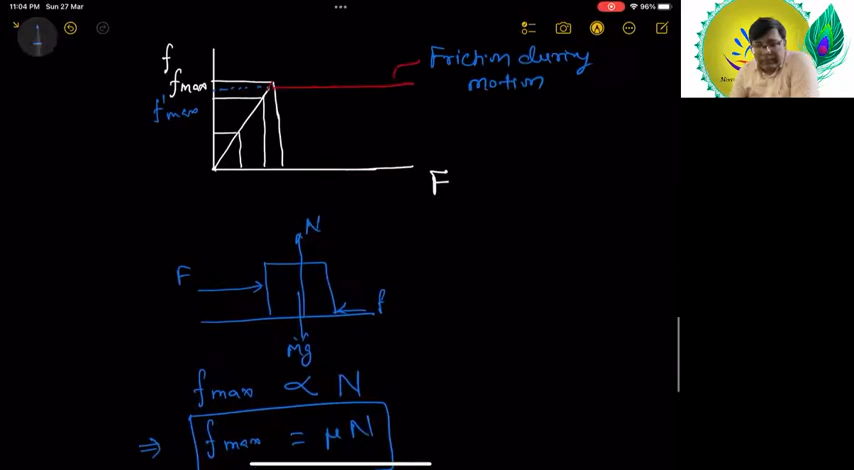 11:04 PM Sun 27 Mar
96%
f
fmax
f'max
Friction during
motion
F
N
F
f
mg
fmax ∝ N
⇒ fmax = μN